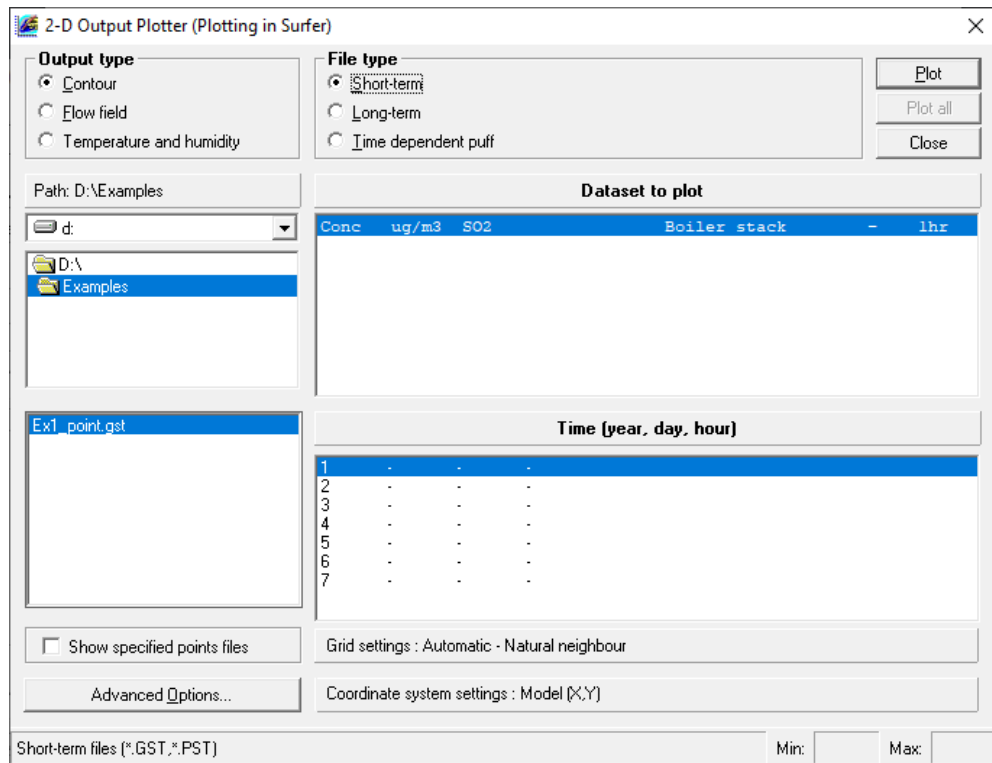 2-D Output Plotter (Plotting in Surfer)
Output type
Contour
Flow field
Temperature and humidity
File type
Short-term
Long-term
Time dependent puff
Plot
Plot all
Close
Path: D:\Examples
d:
D:\
Examples
Dataset to plot
Conc ug/m3 SO2 Boiler stack - 1hr
Ex1_point.gst
Time (year, day, hour)
1 - - -
2 - - -
3 - - -
4 - - -
5 - - -
6 - - -
7 - - -
Show specified points files
Grid settings : Automatic - Natural neighbour
Advanced Options...
Coordinate system settings : Model (X,Y)
Short-term files (*.GST,*.PST)
Min:
Max: